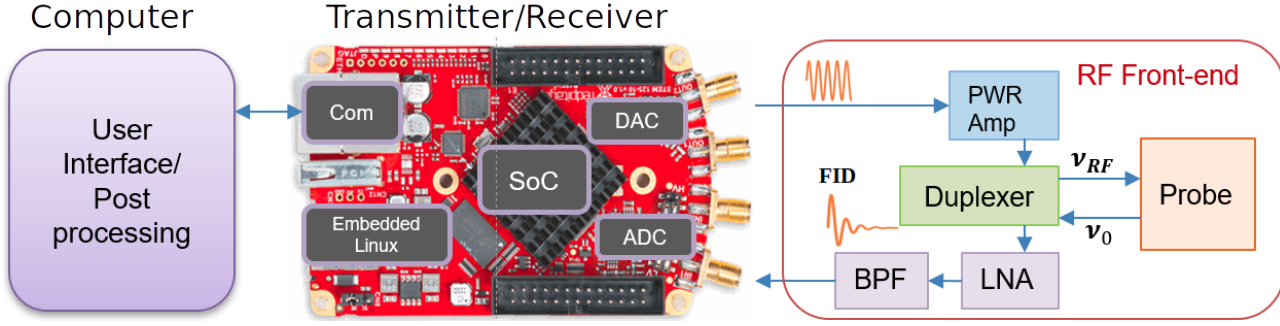 Computer
Transmitter/Receiver
User
Interface/
Post
processing
Com
DAC
SoC
Embedded
Linux
ADC
RF Front-end
PWR
Amp
Duplexer
ν_RF
Probe
ν_0
FID
BPF
LNA